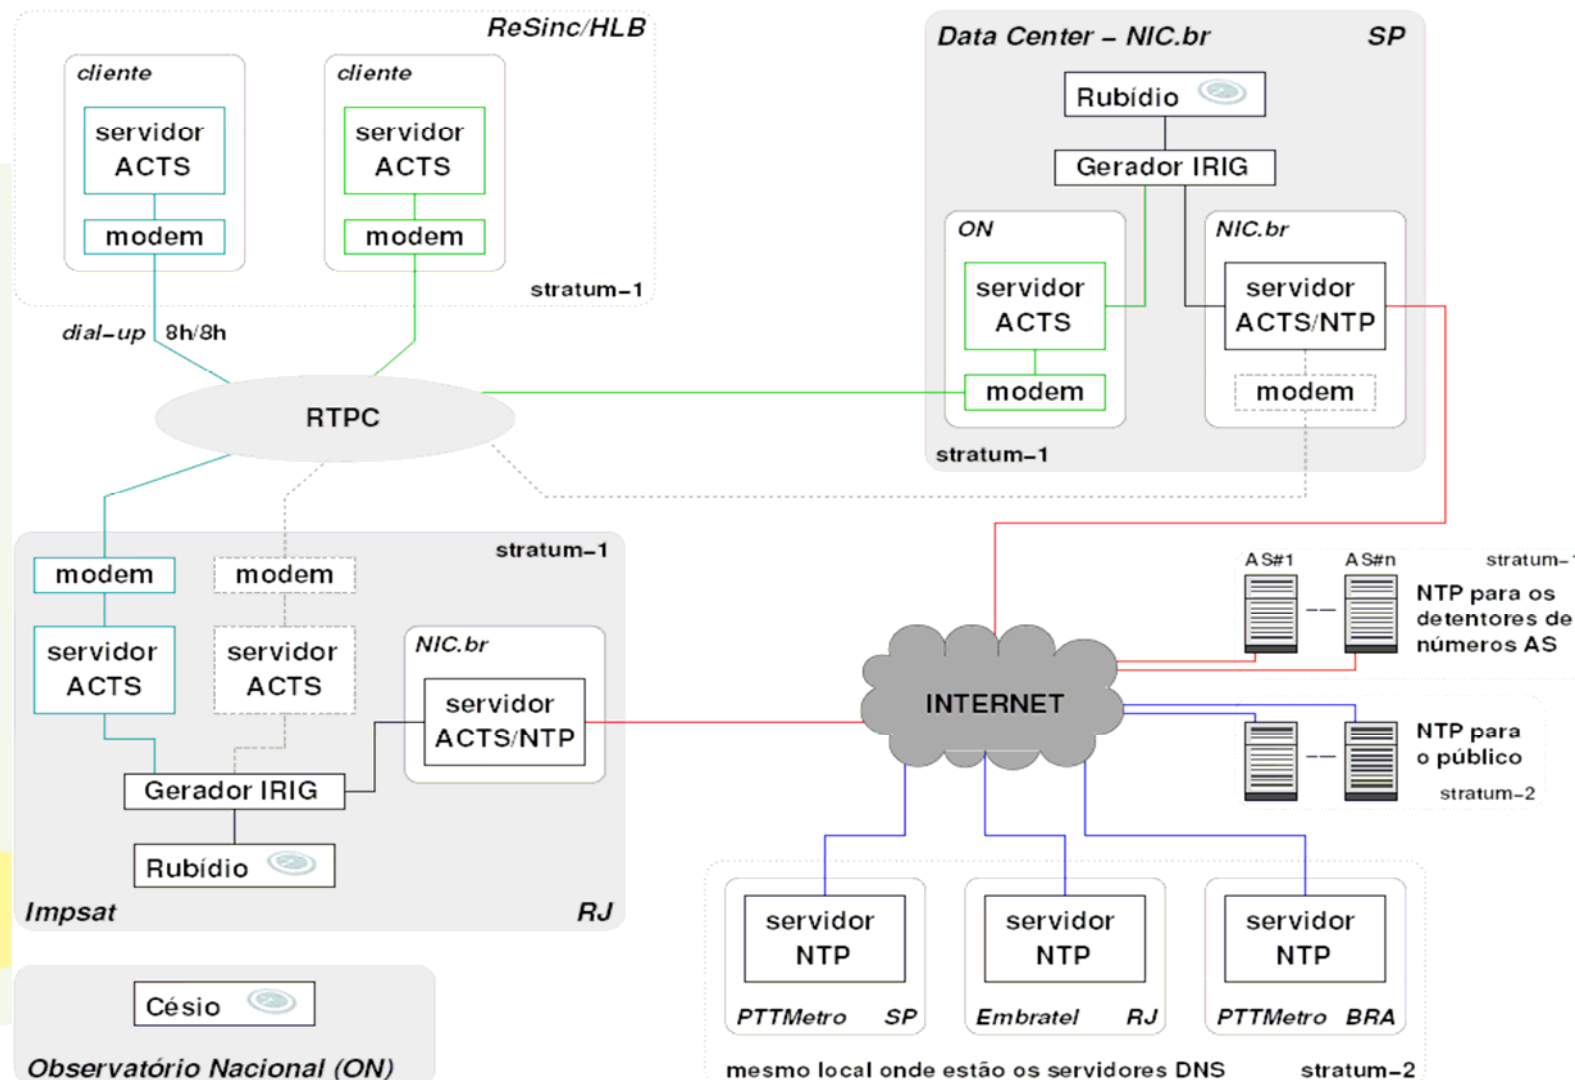 ReSinc/HLB
cliente
servidor
ACTS
modem
cliente
servidor
ACTS
modem
stratum-1
dial-up 8h/8h
RTPC
Data Center - NIC.br SP
Rubídio
Gerador IRIG
ON
servidor
ACTS
modem
NIC.br
servidor
ACTS/NTP
modem
stratum-1
stratum-1
modem
servidor
ACTS
modem
servidor
ACTS
NIC.br
servidor
ACTS/NTP
Gerador IRIG
Rubídio
Impsat RJ
INTERNET
AS#1 AS#n stratum-1
NTP para os
detentores de
números AS
NTP para
o público
stratum-2
servidor
NTP
PTTMetro SP
servidor
NTP
Embratel RJ
servidor
NTP
PTTMetro BRA
mesmo local onde estão os servidores DNS stratum-2
Césio
Observatório Nacional (ON)